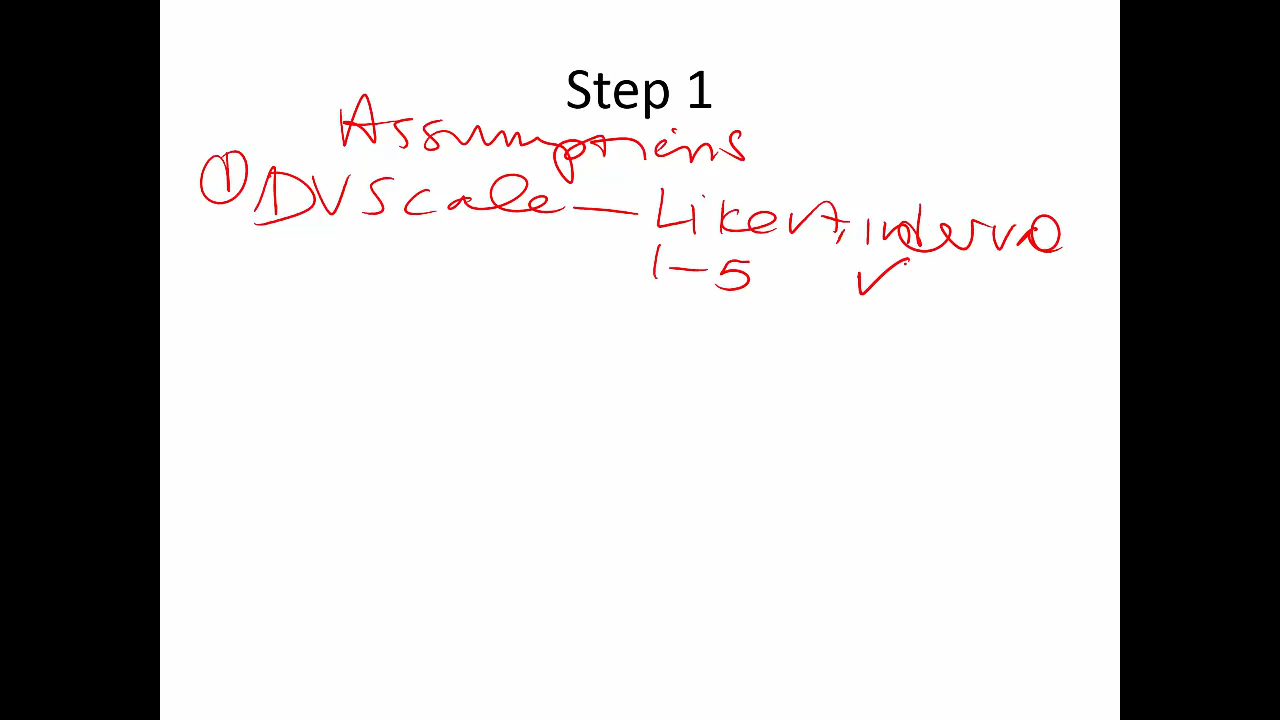 Step 1
Assumptions
① DV Scale — Likert, interval
1-5 ✓